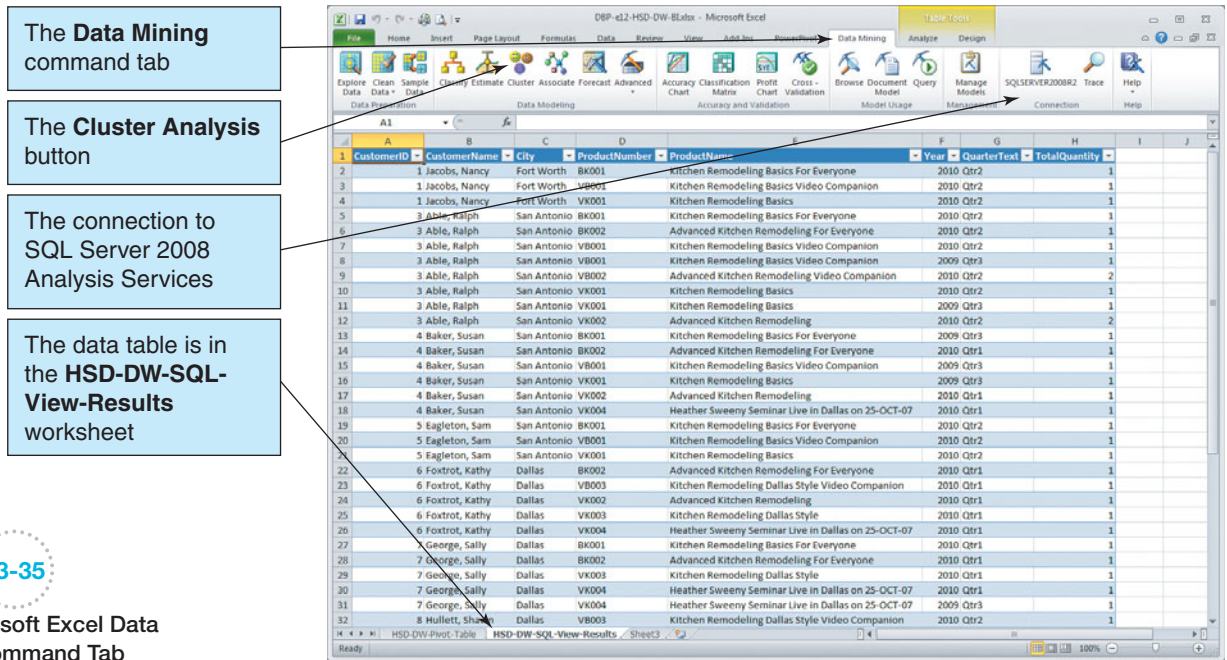 The Data Mining
command tab
The Cluster Analysis
button
The connection to
SQL Server 2008
Analysis Services
The data table is in
the HSD-DW-SQL-
View-Results
worksheet
3-35
soft Excel Data
ommand Tab
DBP-e12-HSD-DW-BI.xlsx - Microsoft Excel
Table Tools
File Home Insert Page Layout Formulas Data Review View Add-Ins PowerPivot Data Mining Analyze Design
Explore Data Clean Data Sample Data Classify Estimate Cluster Associate Forecast Advanced Accuracy Chart Classification Matrix Profit Chart Cross-Validation Browse Document Model Query Manage Models SQLSERVER2008R2 Trace Help
Data Preparation Data Modeling Accuracy and Validation Model Usage Management Connection Help
A1 fx
A B C D E F G H I J
1 CustomerID CustomerName City ProductNumber ProductName Year QuarterText TotalQuantity
2 1 Jacobs, Nancy Fort Worth BK001 Kitchen Remodeling Basics For Everyone 2010 Qtr2 1
3 1 Jacobs, Nancy Fort Worth VB001 Kitchen Remodeling Basics Video Companion 2010 Qtr2 1
4 1 Jacobs, Nancy Fort Worth VK001 Kitchen Remodeling Basics 2010 Qtr2 1
5 3 Able, Ralph San Antonio BK001 Kitchen Remodeling Basics For Everyone 2010 Qtr2 1
6 3 Able, Ralph San Antonio BK002 Advanced Kitchen Remodeling For Everyone 2010 Qtr2 1
7 3 Able, Ralph San Antonio VB001 Kitchen Remodeling Basics Video Companion 2010 Qtr2 1
8 3 Able, Ralph San Antonio VB001 Kitchen Remodeling Basics Video Companion 2009 Qtr3 1
9 3 Able, Ralph San Antonio VB002 Advanced Kitchen Remodeling Video Companion 2010 Qtr2 2
10 3 Able, Ralph San Antonio VK001 Kitchen Remodeling Basics 2010 Qtr2 1
11 3 Able, Ralph San Antonio VK001 Kitchen Remodeling Basics 2009 Qtr3 1
12 3 Able, Ralph San Antonio VK002 Advanced Kitchen Remodeling 2010 Qtr2 2
13 4 Baker, Susan San Antonio BK001 Kitchen Remodeling Basics For Everyone 2009 Qtr3 1
14 4 Baker, Susan San Antonio BK002 Advanced Kitchen Remodeling For Everyone 2010 Qtr1 1
15 4 Baker, Susan San Antonio VB001 Kitchen Remodeling Basics Video Companion 2009 Qtr3 1
16 4 Baker, Susan San Antonio VK001 Kitchen Remodeling Basics 2009 Qtr3 1
17 4 Baker, Susan San Antonio VK002 Advanced Kitchen Remodeling 2010 Qtr1 1
18 4 Baker, Susan San Antonio VK004 Heather Sweeny Seminar Live in Dallas on 25-OCT-07 2010 Qtr1 1
19 5 Eagleton, Sam San Antonio BK001 Kitchen Remodeling Basics For Everyone 2010 Qtr2 1
20 5 Eagleton, Sam San Antonio VB001 Kitchen Remodeling Basics Video Companion 2010 Qtr2 1
21 5 Eagleton, Sam San Antonio VK001 Kitchen Remodeling Basics 2010 Qtr2 1
22 6 Foxtrot, Kathy Dallas BK002 Advanced Kitchen Remodeling For Everyone 2010 Qtr1 1
23 6 Foxtrot, Kathy Dallas VB003 Kitchen Remodeling Dallas Style Video Companion 2010 Qtr1 1
24 6 Foxtrot, Kathy Dallas VK002 Advanced Kitchen Remodeling 2010 Qtr1 1
25 6 Foxtrot, Kathy Dallas VK003 Kitchen Remodeling Dallas Style 2010 Qtr1 1
26 6 Foxtrot, Kathy Dallas VK004 Heather Sweeny Seminar Live in Dallas on 25-OCT-07 2010 Qtr1 1
27 7 George, Sally Dallas BK001 Kitchen Remodeling Basics For Everyone 2010 Qtr1 1
28 7 George, Sally Dallas BK002 Advanced Kitchen Remodeling For Everyone 2010 Qtr1 1
29 7 George, Sally Dallas VK003 Kitchen Remodeling Dallas Style 2010 Qtr1 1
30 7 George, Sally Dallas VK004 Heather Sweeny Seminar Live in Dallas on 25-OCT-07 2010 Qtr1 1
31 7 George, Sally Dallas VK004 Heather Sweeny Seminar Live in Dallas on 25-OCT-07 2009 Qtr3 1
32 8 Hullett, Shawn Dallas VB003 Kitchen Remodeling Dallas Style Video Companion 2010 Qtr2 1
HSD-DW-Pivot-Table HSD-DW-SQL-View-Results Sheet3
Ready 100%